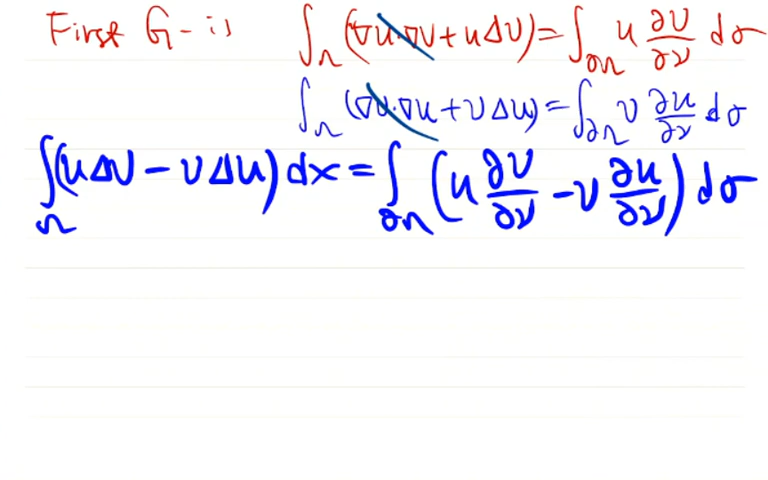 First G-is ∫_Ω (∇u·∇v + uΔv) = ∫_∂Ω u ∂v/∂ν dσ
∫_Ω (∇v·∇u + vΔu) = ∫_∂Ω v ∂u/∂ν dσ
∫_Ω (uΔv − vΔu) dx = ∫_∂Ω (u ∂v/∂ν − v ∂u/∂ν) dσ